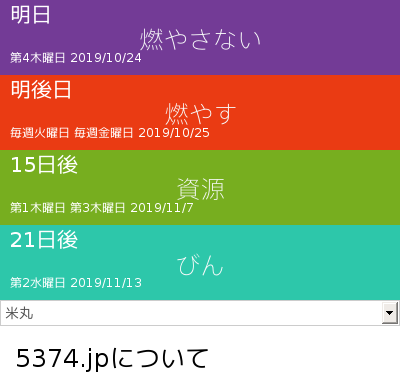 明日
燃やさない
第4木曜日 2019/10/24
明後日
燃やす
毎週火曜日 毎週金曜日 2019/10/25
15日後
資源
第1木曜日 第3木曜日 2019/11/7
21日後
びん
第2水曜日 2019/11/13
米丸
5374.jpについて